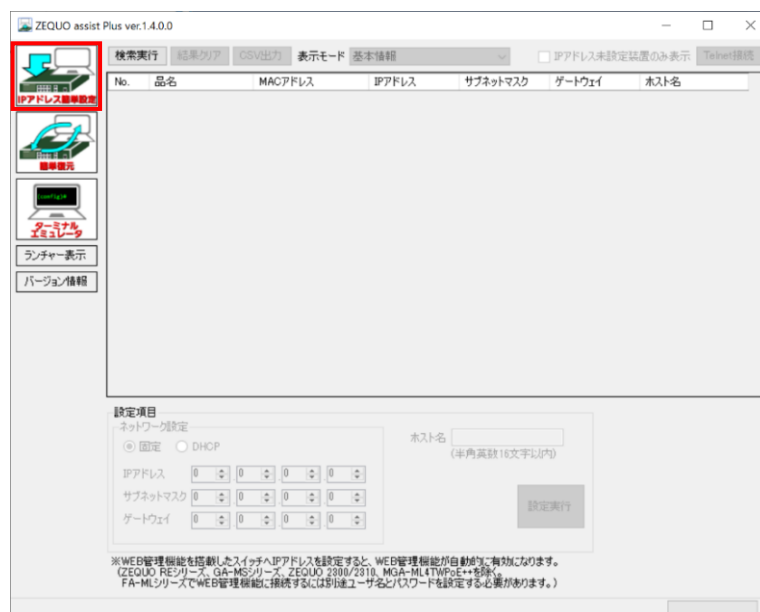 ZEQUO assist Plus ver.1.4.0.0
検索実行 結果クリア CSV出力 表示モード 基本情報 IPアドレス未設定装置のみ表示 Telnet接続
IPアドレス簡単設定
No. 品名 MACアドレス IPアドレス サブネットマスク ゲートウェイ ホスト名
簡単復元
(config)#
ターミナル
エミュレータ
ランチャー表示
バージョン情報
設定項目
ネットワーク設定
固定 DHCP
ホスト名
(半角英数16文字以内)
IPアドレス 0 . 0 . 0 . 0
サブネットマスク 0 . 0 . 0 . 0
ゲートウェイ 0 . 0 . 0 . 0
設定実行
※WEB管理機能を搭載したスイッチへIPアドレスを設定すると、WEB管理機能が自動的に有効になります。
(ZEQUO REシリーズ、GA-MSシリーズ、ZEQUO 2300/2310、MGA-ML4TWPoE++を除く。
FA-MLシリーズでWEB管理機能に接続するには別途ユーザ名とパスワードを設定する必要があります。)